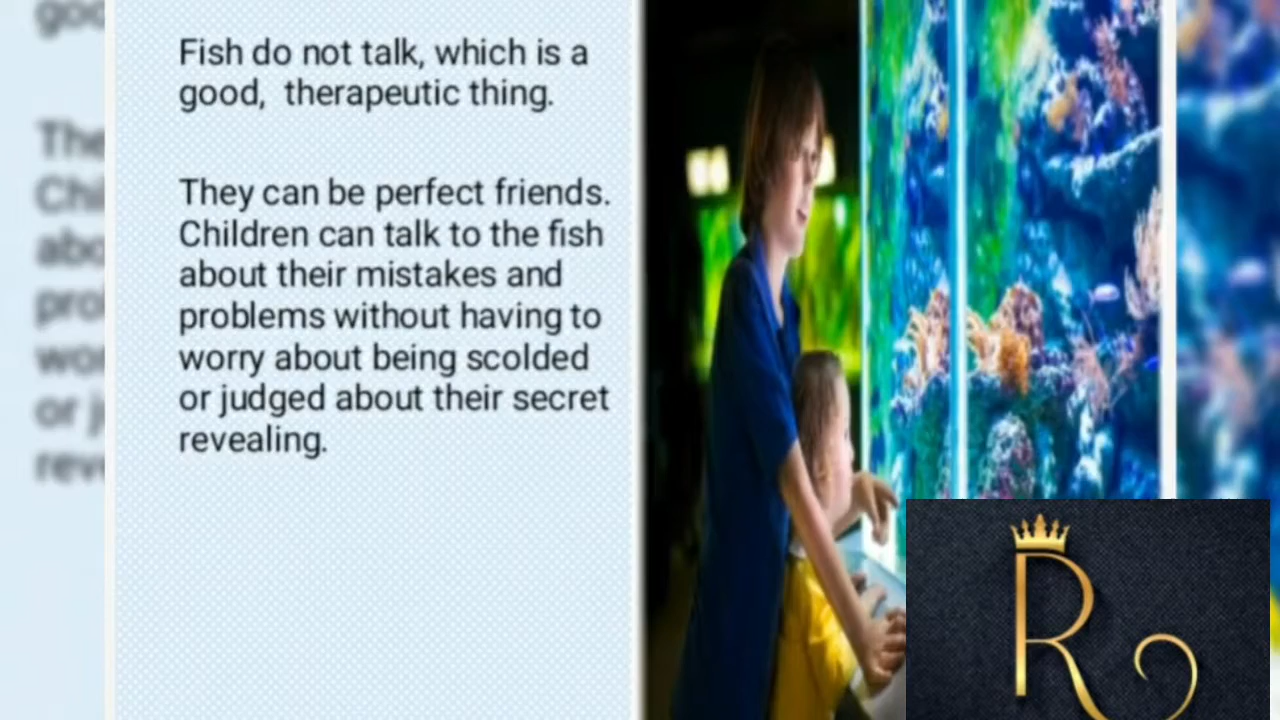 Fish do not talk, which is a
good, therapeutic thing.
They can be perfect friends.
Children can talk to the fish
about their mistakes and
problems without having to
worry about being scolded
or judged about their secret
revealing.
R